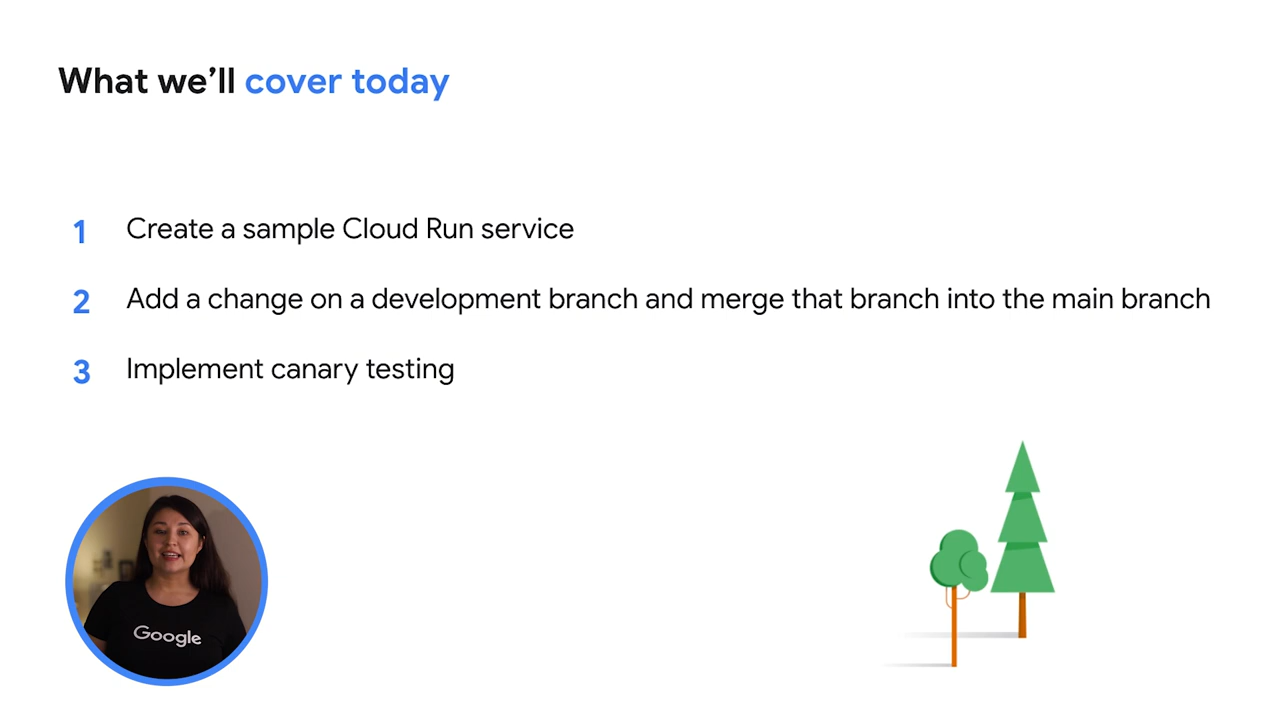 What we’ll cover today
1 Create a sample Cloud Run service
2 Add a change on a development branch and merge that branch into the main branch
3 Implement canary testing
Google